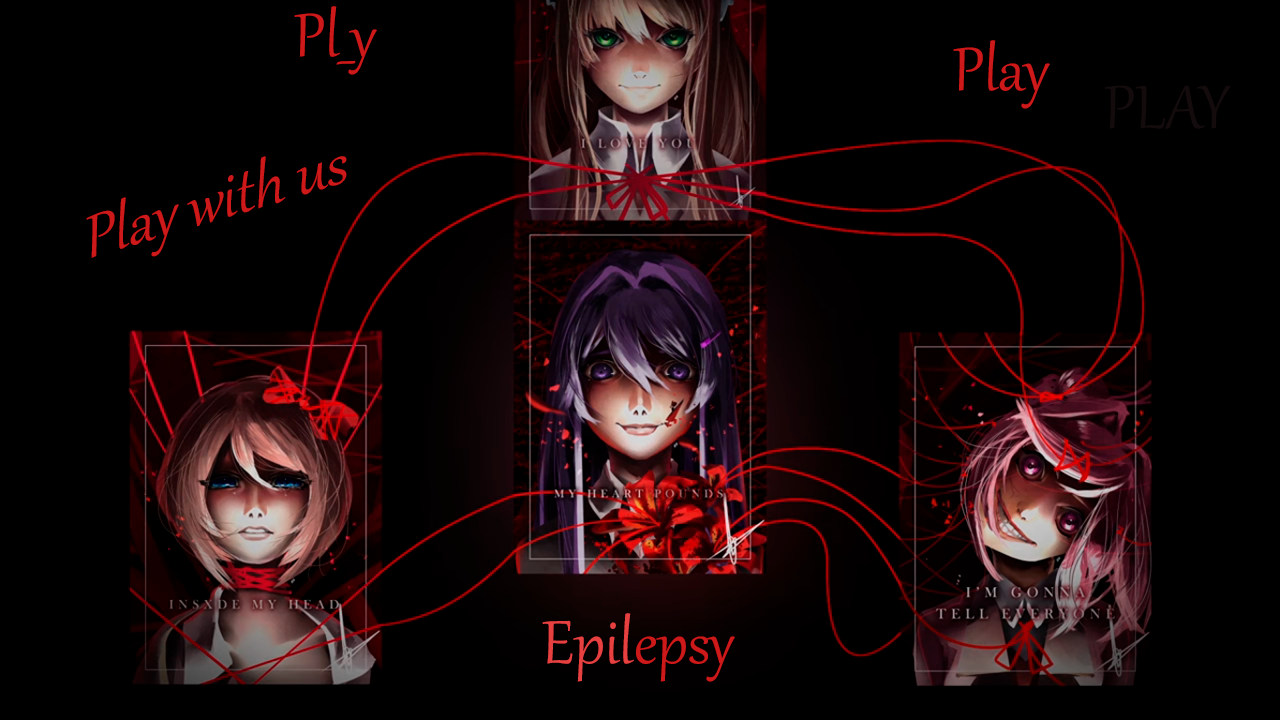 Pl_y
Play
PLAY
I LOVE YOU
Play with us
MY HEART POUNDS
INSXDE MY HEAD
I'M GONNA
TELL EVERYONE
Epilepsy